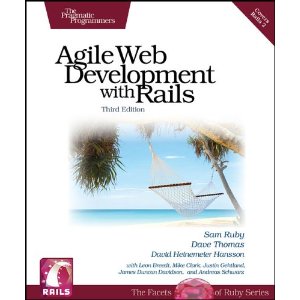 The
Pragmatic
Programmers
Covers
Rails 2
Agile Web
Development
with Rails
Third Edition
Sam Ruby
Dave Thomas
David Heinemeier Hansson
with Leon Breedt, Mike Clark, Justin Gehtland,
James Duncan Davidson, and Andreas Schwarz
RAILS
The Facets of Ruby Series